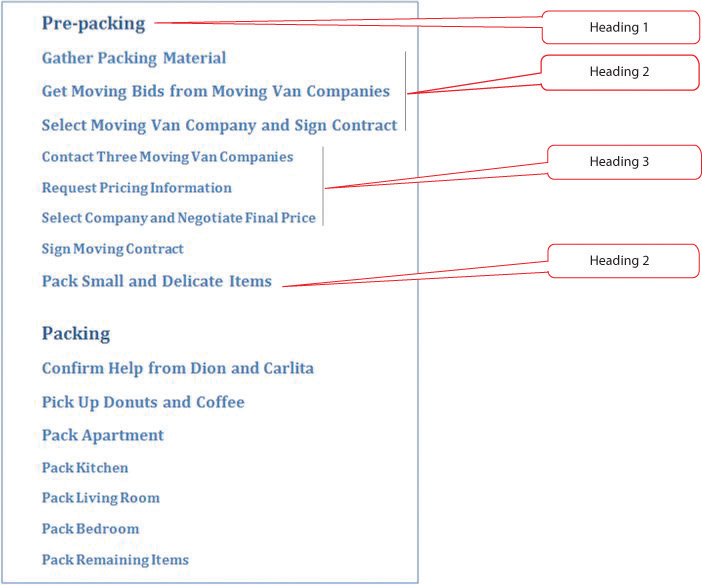 Pre-packing
Heading 1
Gather Packing Material
Heading 2
Get Moving Bids from Moving Van Companies
Select Moving Van Company and Sign Contract
Contact Three Moving Van Companies
Heading 3
Request Pricing Information
Select Company and Negotiate Final Price
Sign Moving Contract
Heading 2
Pack Small and Delicate Items
Packing
Confirm Help from Dion and Carlita
Pick Up Donuts and Coffee
Pack Apartment
Pack Kitchen
Pack Living Room
Pack Bedroom
Pack Remaining Items